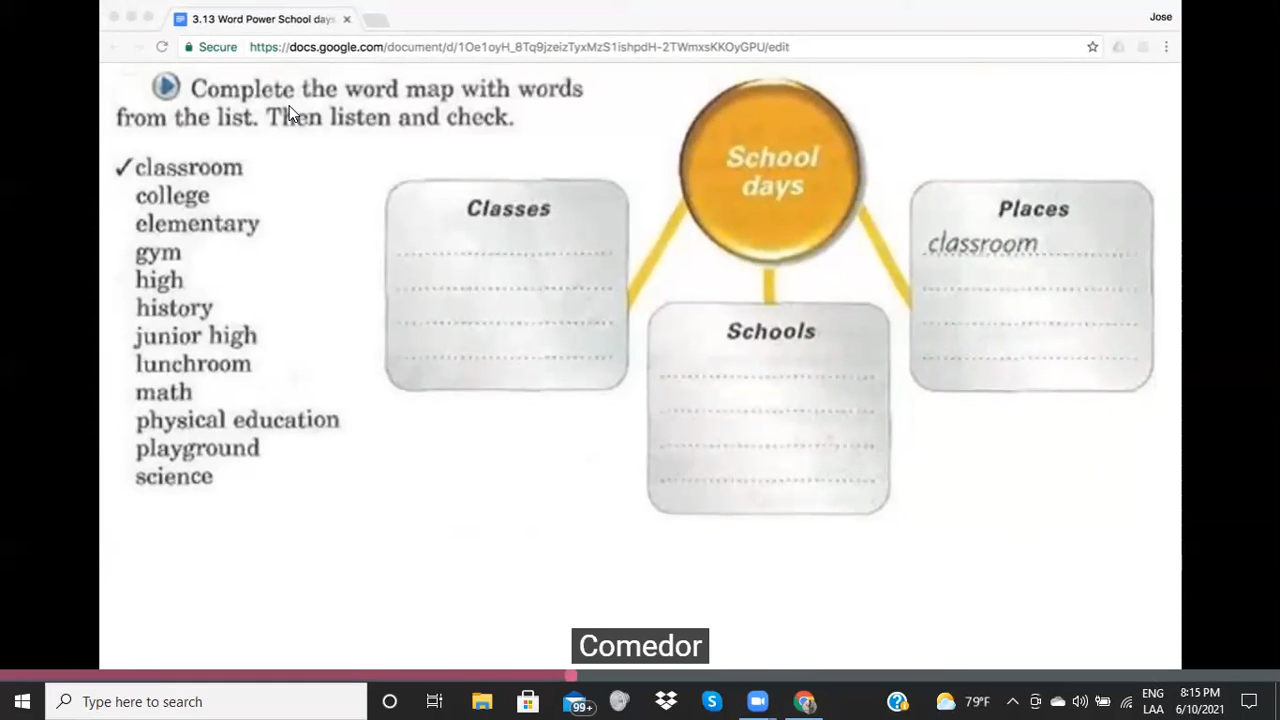 3.13 Word Power School days
Jose
Secure
https://docs.google.com/document/d/1Oe1oyH_8Tq9jzeizTyxMzS1ishpdH-2TWmxsKKOyGPU/edit
Complete the word map with words
from the list. Then listen and check.
✓classroom
college
elementary
gym
high
history
junior high
lunchroom
math
physical education
playground
science
Classes
School
days
Schools
Places
classroom
Comedor
Type here to search
99+
79°F
ENG
LAA
8:15 PM
6/10/2021